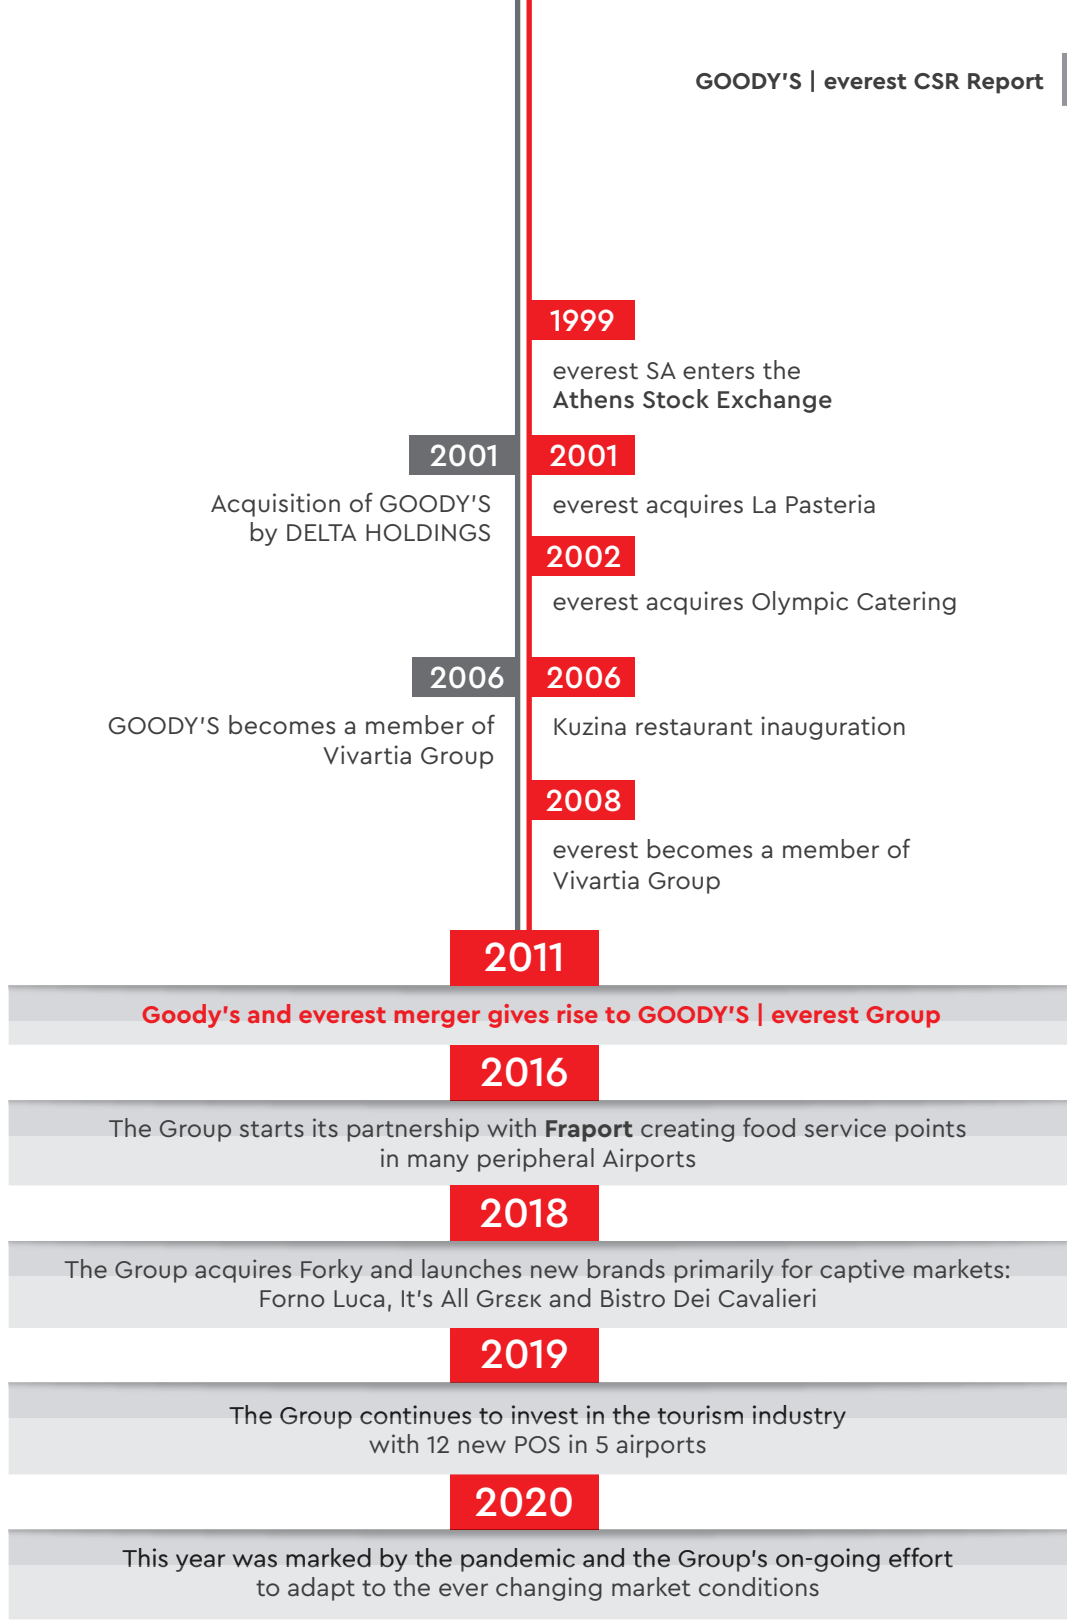 GOODY'S | everest CSR Report
1999
everest SA enters the
Athens Stock Exchange
2001
Acquisition of GOODY'S
by DELTA HOLDINGS
2001
everest acquires La Pasteria
2002
everest acquires Olympic Catering
2006
GOODY'S becomes a member of
Vivartia Group
2006
Kuzina restaurant inauguration
2008
everest becomes a member of
Vivartia Group
2011
Goody's and everest merger gives rise to GOODY'S | everest Group
2016
The Group starts its partnership with Fraport creating food service points
in many peripheral Airports
2018
The Group acquires Forky and launches new brands primarily for captive markets:
Forno Luca, It's All Grεεκ and Bistro Dei Cavalieri
2019
The Group continues to invest in the tourism industry
with 12 new POS in 5 airports
2020
This year was marked by the pandemic and the Group's on-going effort
to adapt to the ever changing market conditions